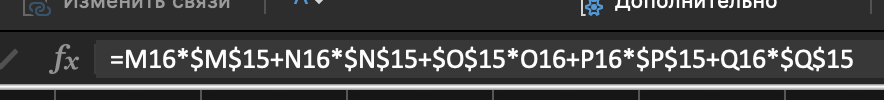 Изменить связи
Дополнительно
fx =M16*$M$15+N16*$N$15+$O$15*O16+P16*$P$15+Q16*$Q$15